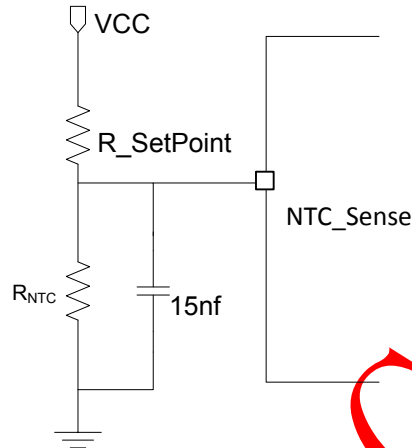 VCC
R_SetPoint
NTC_Sense
RNTC
15nf